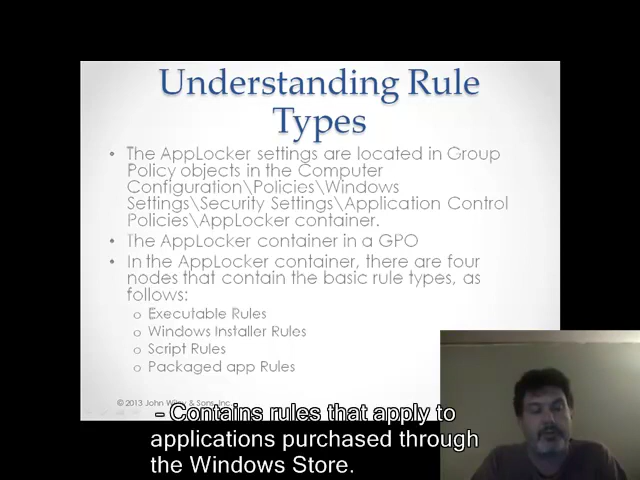 Understanding Rule
Types
• The AppLocker settings are located in Group
Policy objects in the Computer
Configuration\Policies\Windows
Settings\Security Settings\Application Control
Policies\AppLocker container.
• The AppLocker container in a GPO
• In the AppLocker container, there are four
nodes that contain the basic rule types, as
follows:
o Executable Rules
o Windows Installer Rules
o Script Rules
o Packaged app Rules
© 2013 John Wiley & Sons, Inc.
- Contains rules that apply to
applications purchased through
the Windows Store.